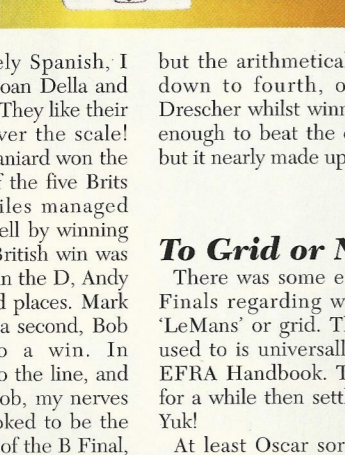 ely Spanish, I
oan Della and
They like their
ver the scale!
aniard won the
f the five Brits
iles managed
ell by winning
British win was
n the D, Andy
d places. Mark
a second, Bob
o a win. In
o the line, and
ob, my nerves
oked to be the
of the B Final,
but the arithmetical
down to fourth, o
Drescher whilst winn
enough to beat the
but it nearly made up
To Grid or N
There was some e
Finals regarding w
'LeMans' or grid. Th
used to is universall
EFRA Handbook. T
for a while then settl
Yuk!
At least Oscar sor